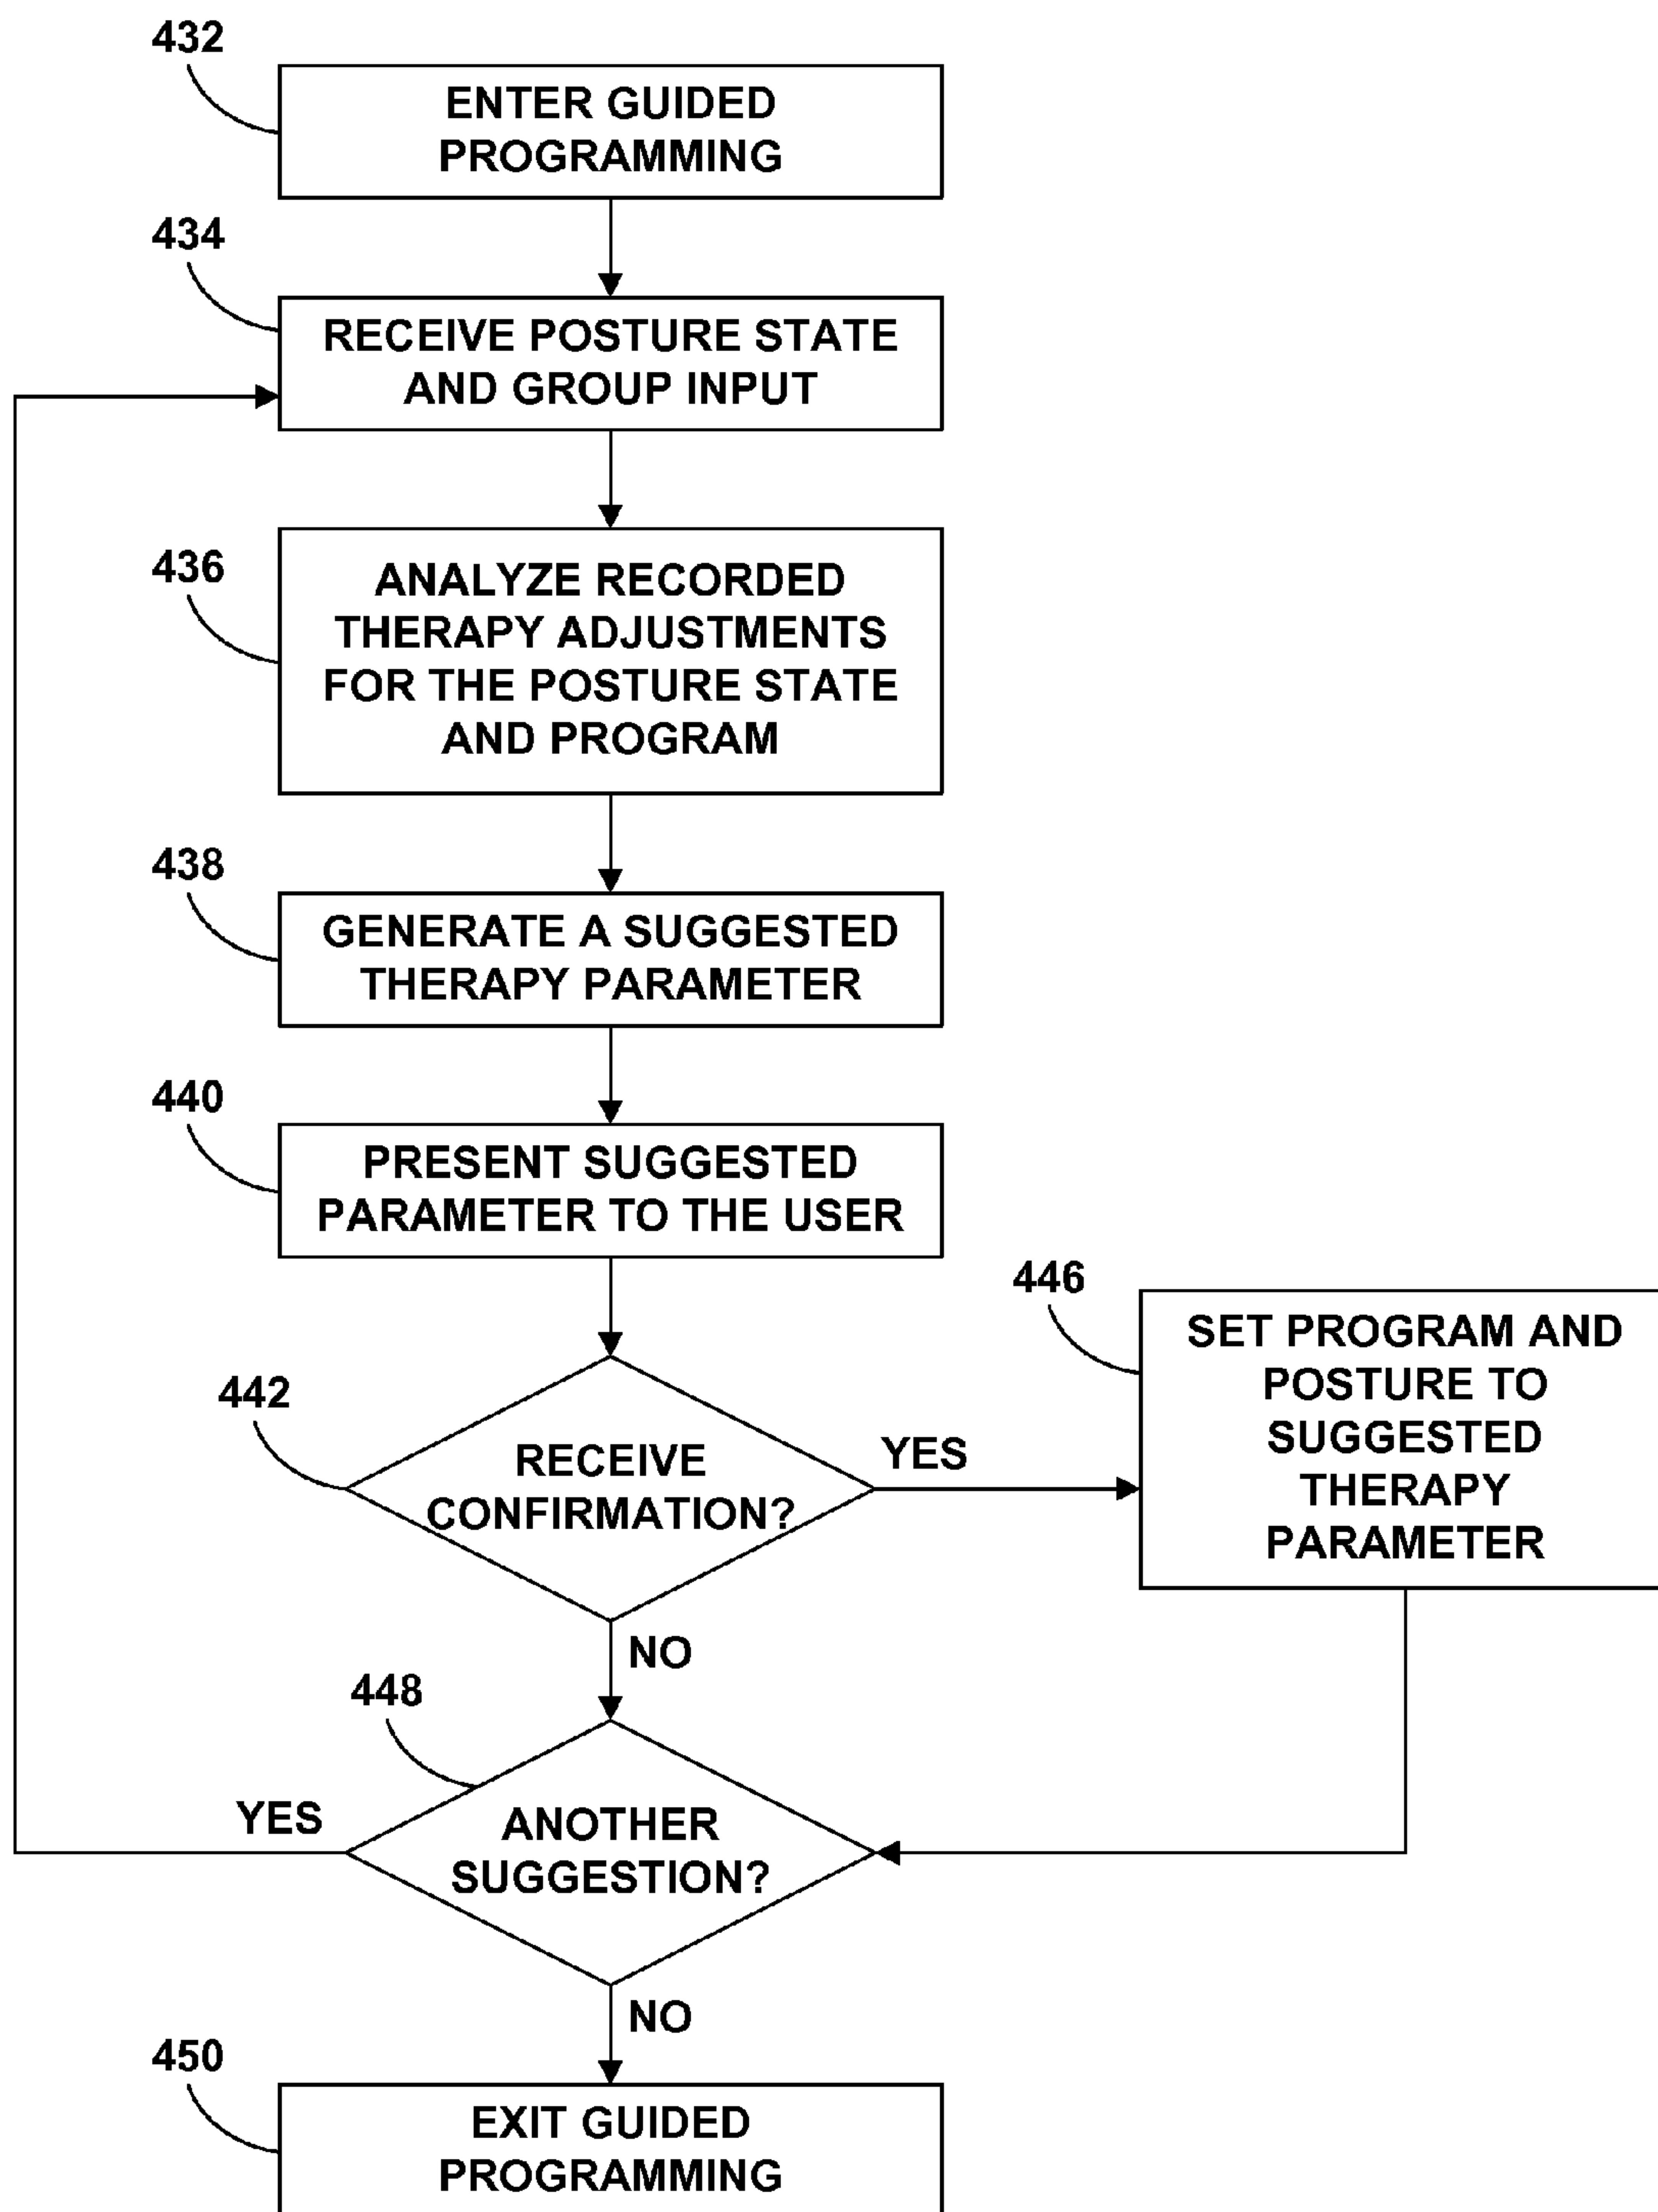 432
ENTER GUIDED
PROGRAMMING
434
RECEIVE POSTURE STATE
AND GROUP INPUT
436
ANALYZE RECORDED
THERAPY ADJUSTMENTS
FOR THE POSTURE STATE
AND PROGRAM
438
GENERATE A SUGGESTED
THERAPY PARAMETER
440
PRESENT SUGGESTED
PARAMETER TO THE USER
442
RECEIVE
CONFIRMATION?
YES
446
SET PROGRAM AND
POSTURE TO
SUGGESTED
THERAPY
PARAMETER
NO
448
ANOTHER
SUGGESTION?
YES
NO
450
EXIT GUIDED
PROGRAMMING